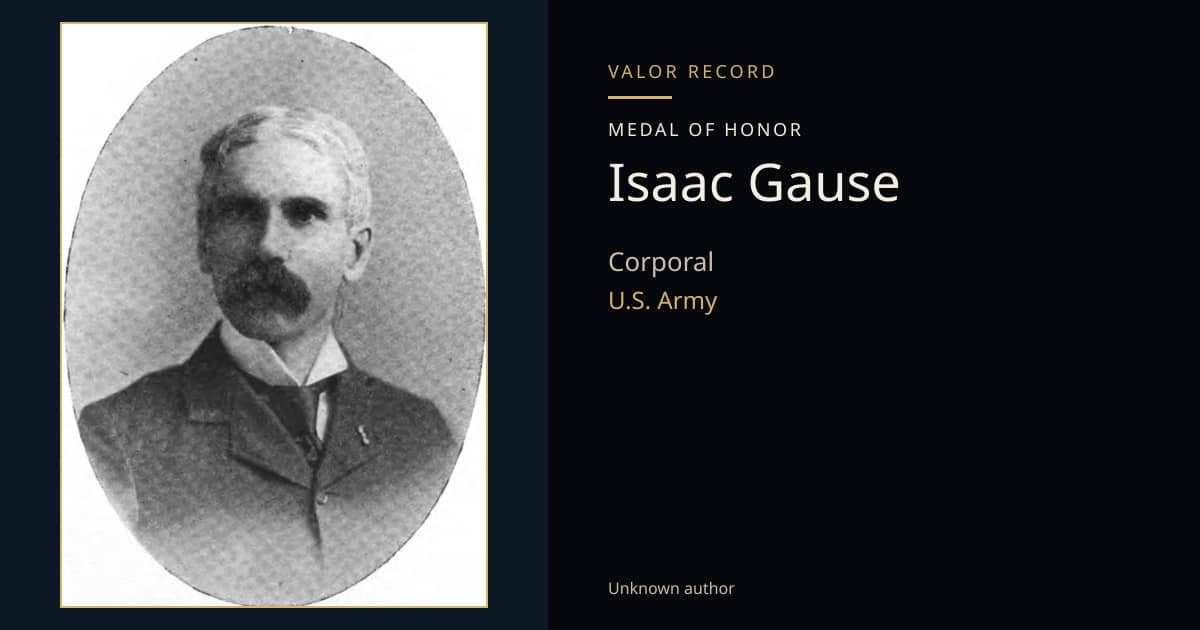 VALOR RECORD
MEDAL OF HONOR
Isaac Gause
Corporal
U.S. Army
Unknown author